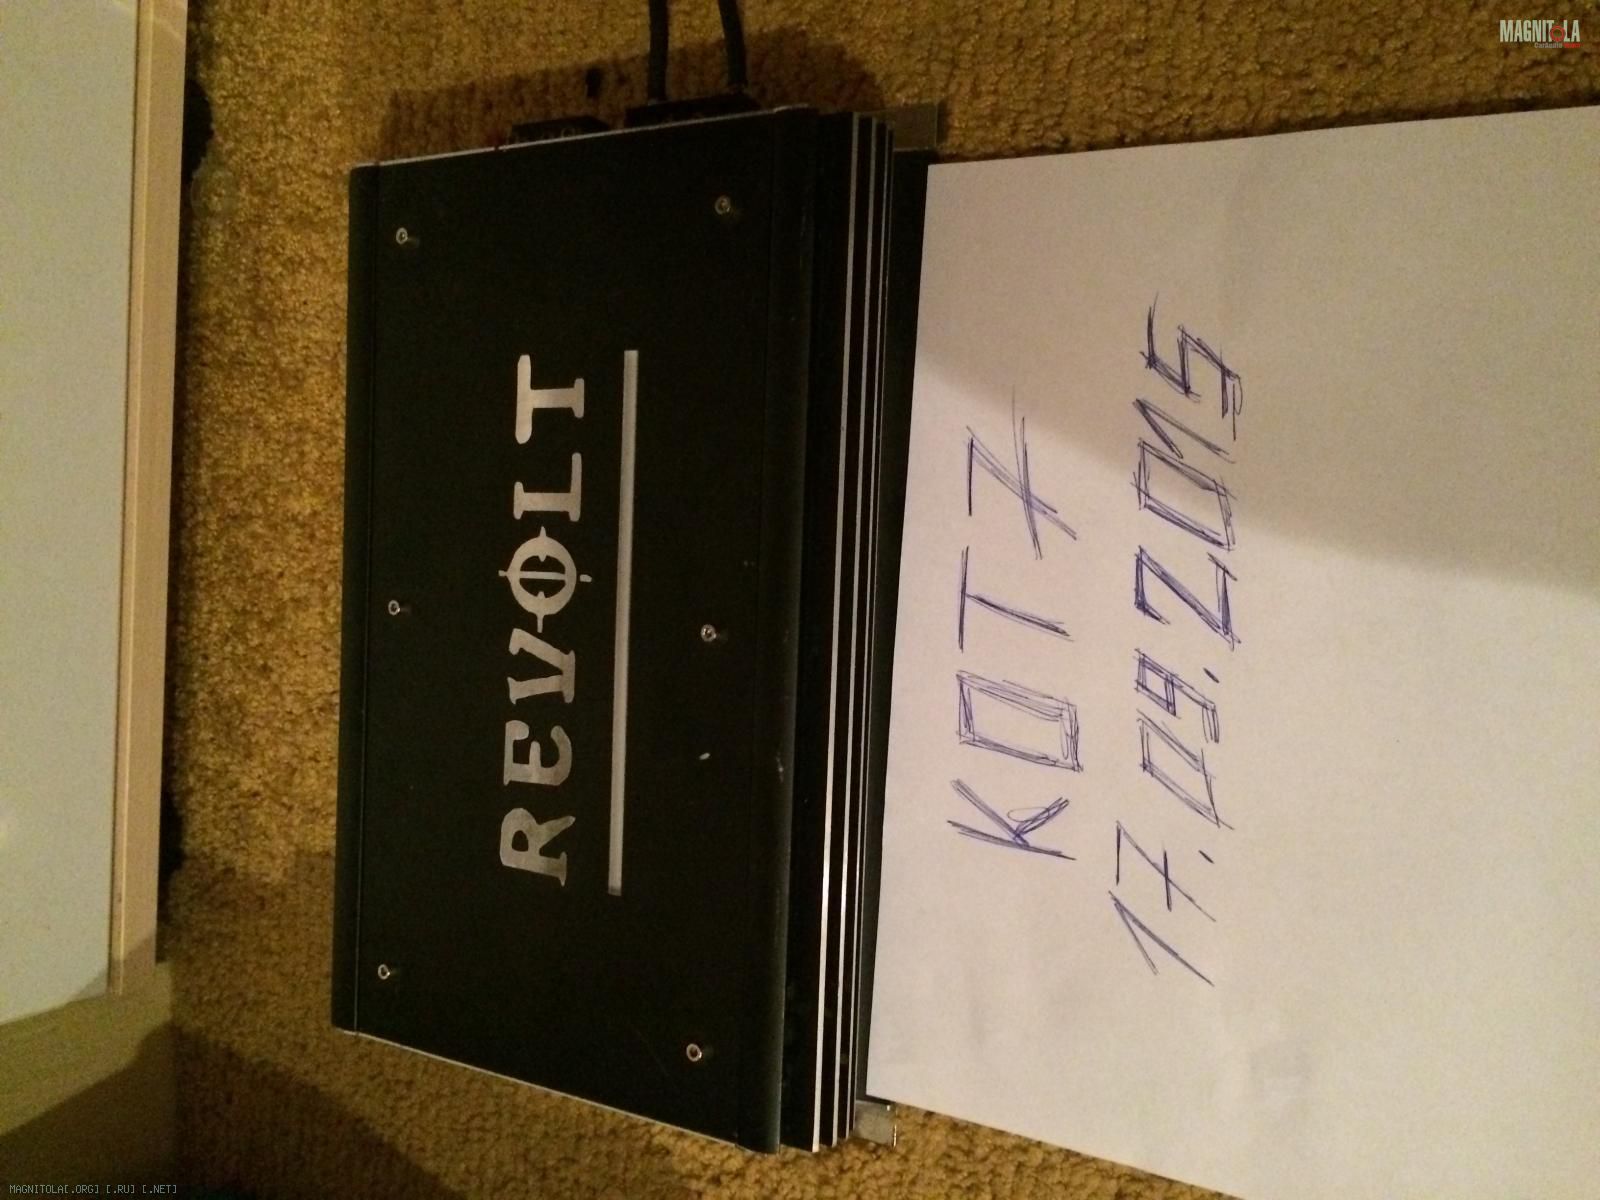 MAGNITOLA
REVOLT
КОТ7
17.04.2015
MAGNITOLA[.ORG] [.RU] [.NET]